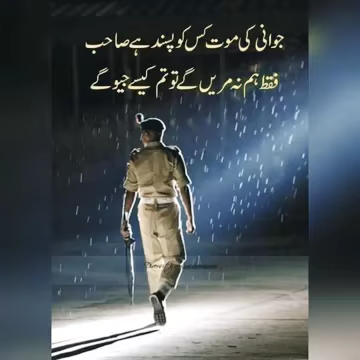 جوانی کی موت کس کو پسند ہے صاحب
فقط ہم نہ مریں گے تو تم کیسے جیو گے